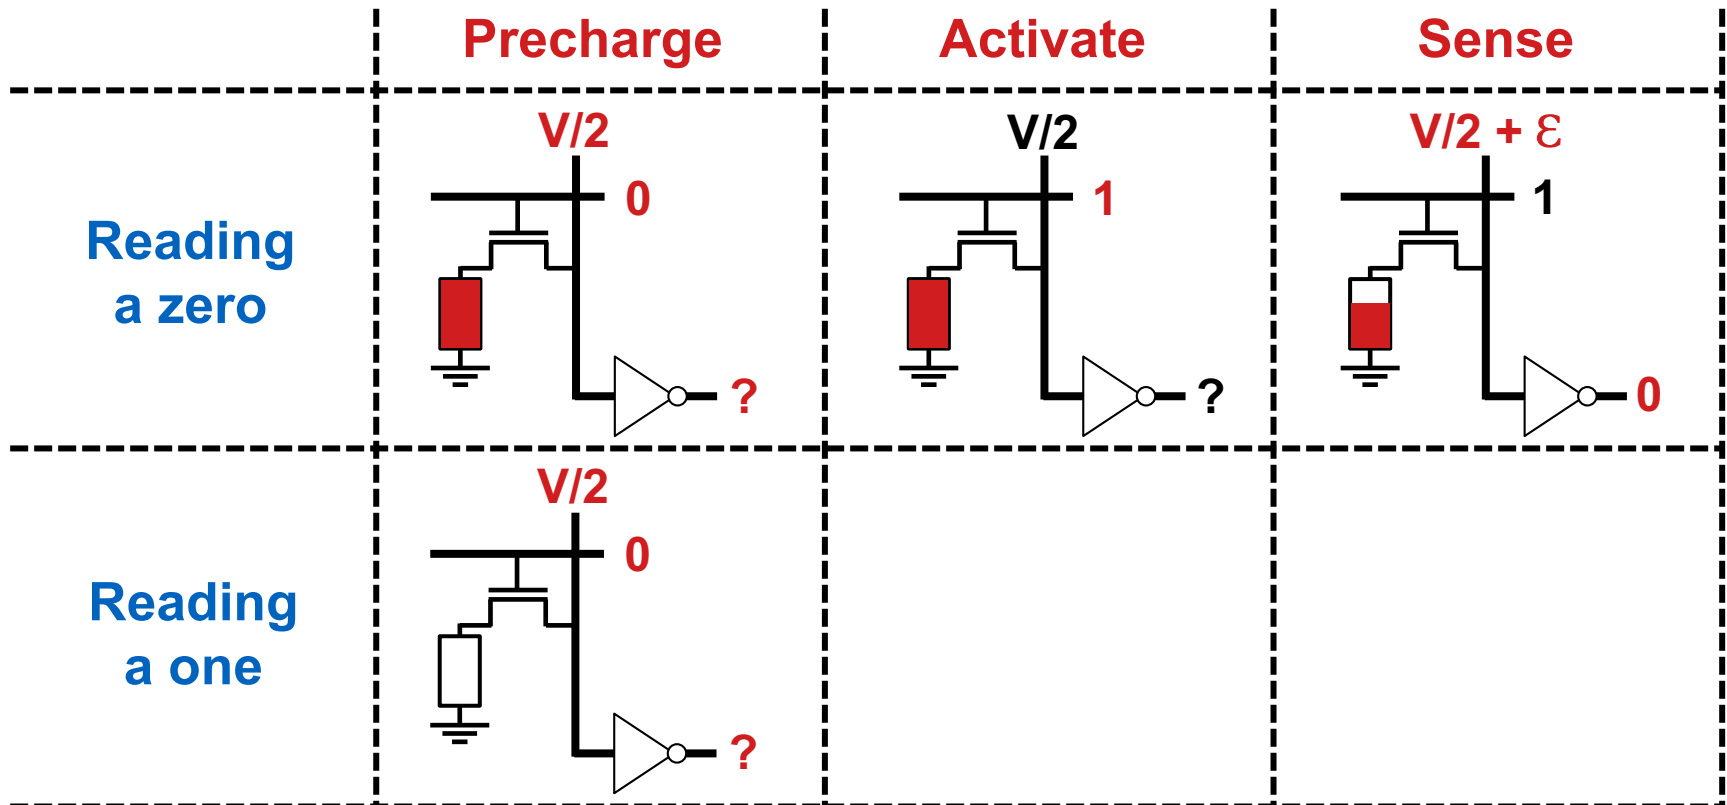 Precharge
Activate
Sense
Reading
a zero
V/2
0
?
V/2
1
?
V/2 + ε
1
0
Reading
a one
V/2
0
?